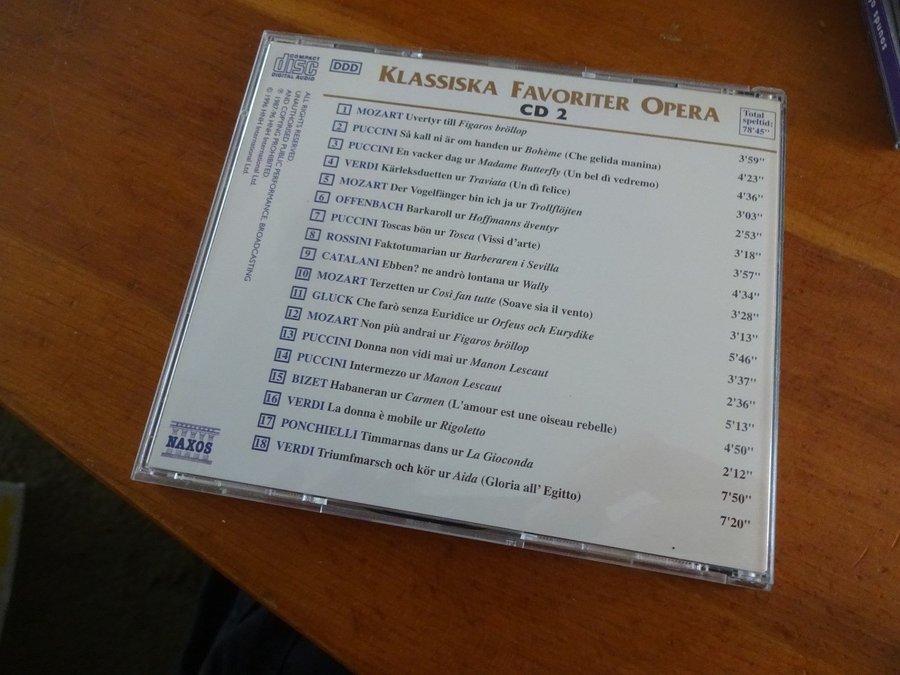 COMPACT
disc
DIGITAL AUDIO
DDD
KLASSISKA FAVORITER OPERA
CD 2
Total
speltid:
78'45"
1 MOZART Uvertyr till Figaros bröllop 3'59"
2 PUCCINI Så kall ni är om handen ur Bohème (Che gelida manina) 4'23"
3 PUCCINI En vacker dag ur Madame Butterfly (Un bel dì vedremo) 4'36"
4 VERDI Kärleksduetten ur Traviata (Un dì felice) 3'03"
5 MOZART Der Vogelfänger bin ich ja ur Trollflöjten 2'53"
6 OFFENBACH Barkaroll ur Hoffmanns äventyr 3'18"
7 PUCCINI Toscas bön ur Tosca (Vissi d'arte) 3'57"
8 ROSSINI Faktotumarian ur Barberaren i Sevilla 4'34"
9 CATALANI Ebben? ne andrò lontana ur Wally 3'28"
10 MOZART Terzetten ur Così fan tutte (Soave sia il vento) 3'13"
11 GLUCK Che farò senza Euridice ur Orfeus och Eurydike 5'46"
12 MOZART Non più andrai ur Figaros bröllop 3'37"
13 PUCCINI Donna non vidi mai ur Manon Lescaut 2'36"
14 PUCCINI Intermezzo ur Manon Lescaut 5'13"
15 BIZET Habaneran ur Carmen (L'amour est une oiseau rebelle) 4'50"
16 VERDI La donna è mobile ur Rigoletto 2'12"
17 PONCHIELLI Timmarnas dans ur La Gioconda 7'50"
18 VERDI Triumfmarsch och kör ur Aida (Gloria all' Egitto) 7'20"
ALL RIGHTS RESERVED
UNAUTHORISED PUBLIC PERFORMANCE, BROADCASTING
AND COPYING PROHIBITED.
℗ 1987-96 HNH International Ltd.
© 1996 HNH International Ltd.
NAXOS